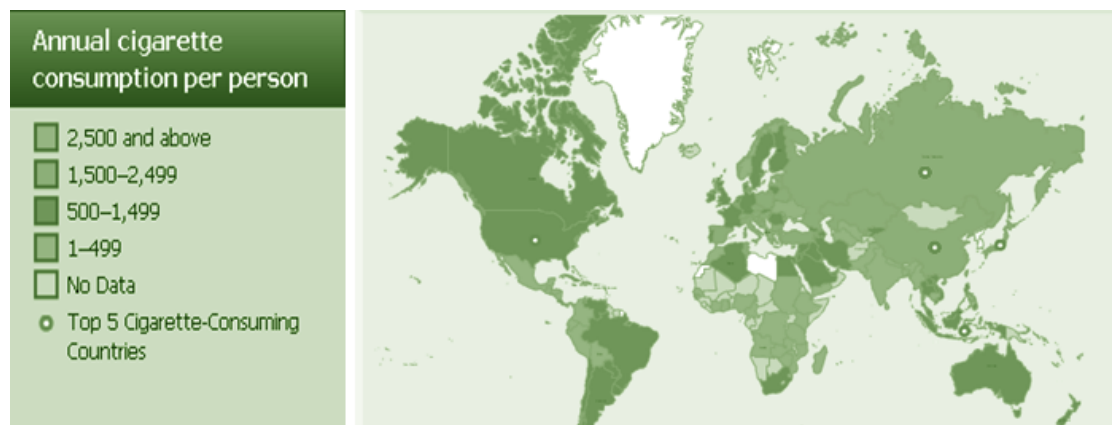 Annual cigarette
consumption per person
2,500 and above
1,500–2,499
500–1,499
1–499
No Data
Top 5 Cigarette-Consuming
Countries